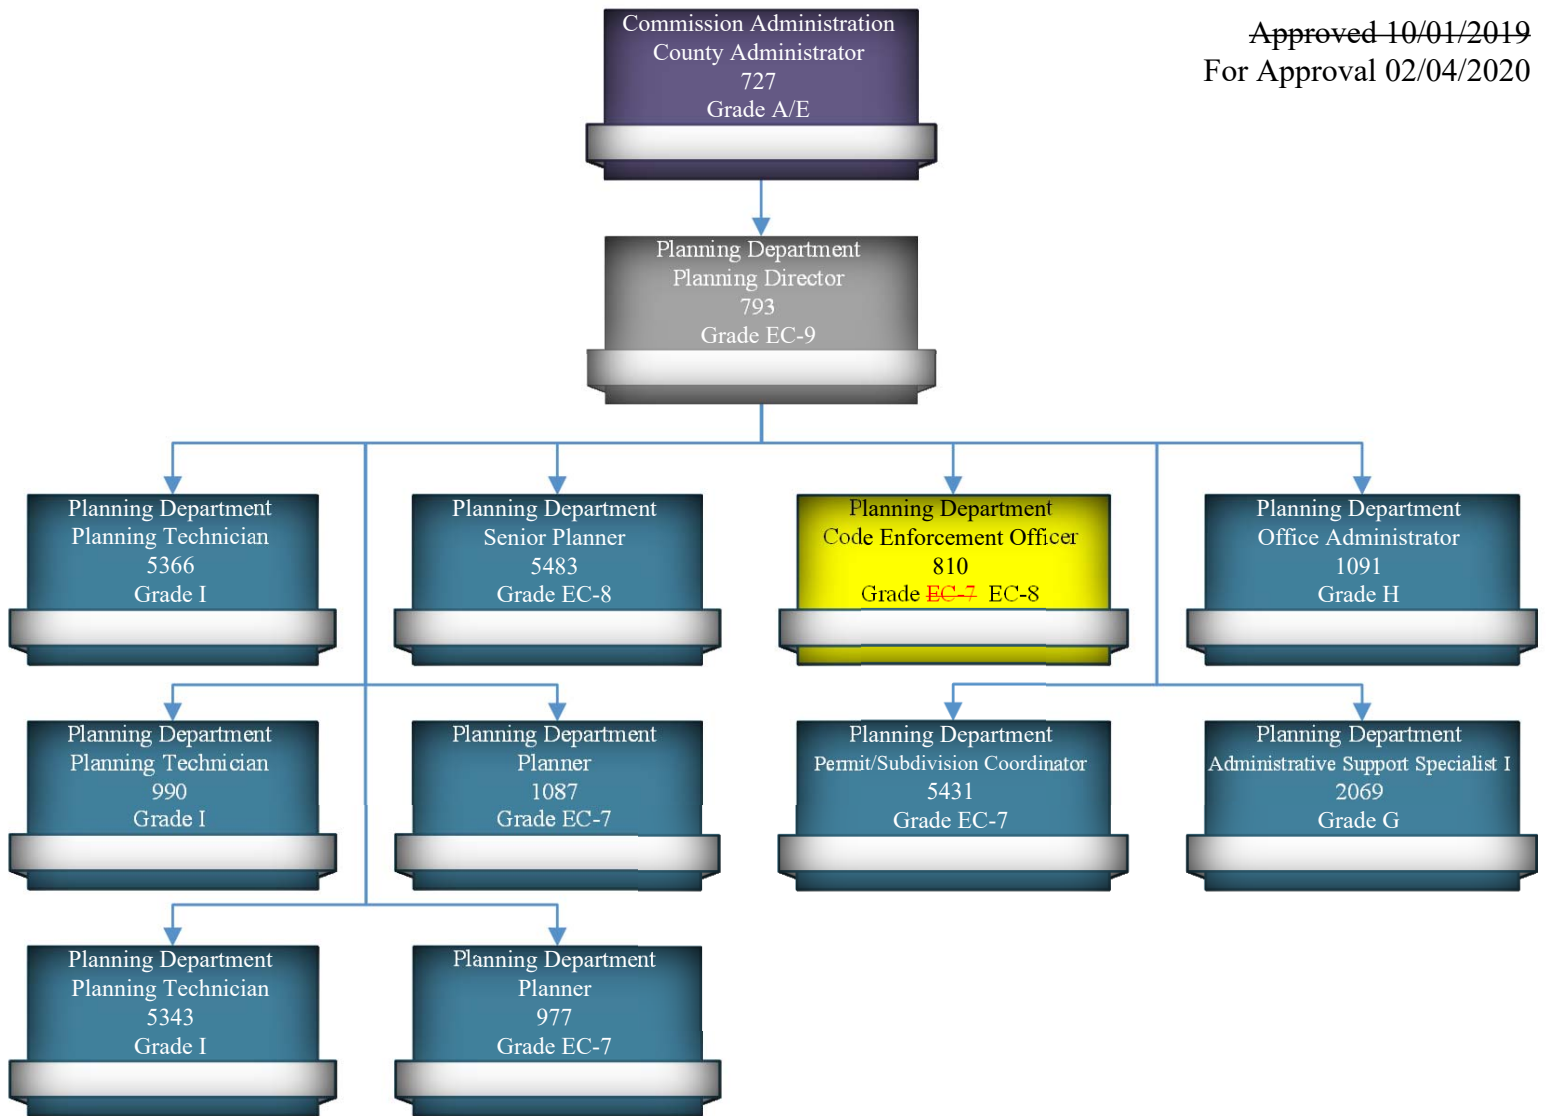 Approved 10/01/2019
For Approval 02/04/2020
Commission Administration
County Administrator
727
Grade A/E
Planning Department
Planning Director
793
Grade EC-9
Planning Department
Planning Technician
5366
Grade I
Planning Department
Senior Planner
5483
Grade EC-8
Planning Department
Code Enforcement Officer
810
Grade EC-7 EC-8
Planning Department
Office Administrator
1091
Grade H
Planning Department
Planning Technician
990
Grade I
Planning Department
Planner
1087
Grade EC-7
Planning Department
Permit/Subdivision Coordinator
5431
Grade EC-7
Planning Department
Administrative Support Specialist I
2069
Grade G
Planning Department
Planning Technician
5343
Grade I
Planning Department
Planner
977
Grade EC-7